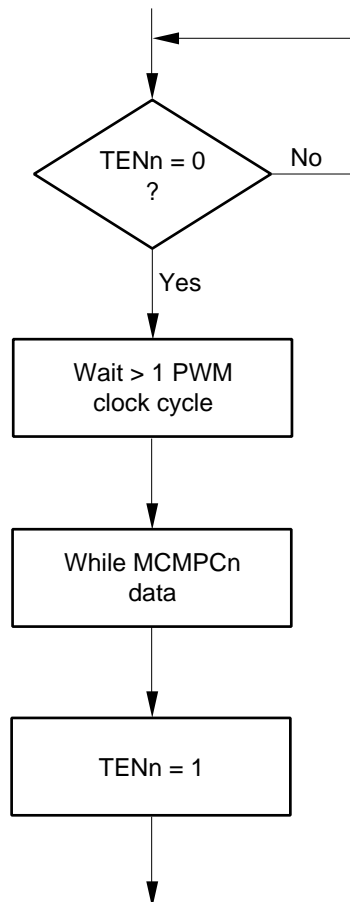 TENn = 0
?
No
Yes
Wait > 1 PWM
clock cycle
While MCMPCn
data
TENn = 1